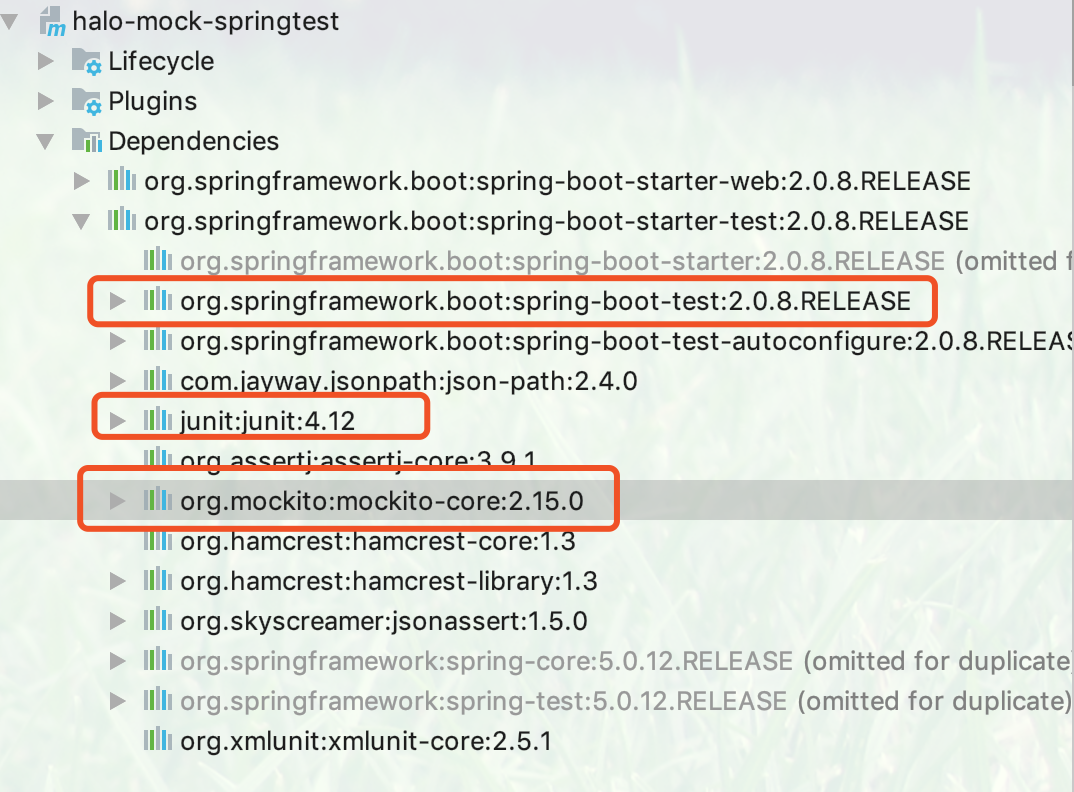 halo-mock-springtest
Lifecycle
Plugins
Dependencies
org.springframework.boot:spring-boot-starter-web:2.0.8.RELEASE
org.springframework.boot:spring-boot-starter-test:2.0.8.RELEASE
org.springframework.boot:spring-boot-starter:2.0.8.RELEASE (omitted f
org.springframework.boot:spring-boot-test:2.0.8.RELEASE
org.springframework.boot:spring-boot-test-autoconfigure:2.0.8.RELEAS
com.jayway.jsonpath:json-path:2.4.0
junit:junit:4.12
org.assertj:assertj-core:3.9.1
org.mockito:mockito-core:2.15.0
org.hamcrest:hamcrest-core:1.3
org.hamcrest:hamcrest-library:1.3
org.skyscreamer:jsonassert:1.5.0
org.springframework:spring-core:5.0.12.RELEASE (omitted for duplicate
org.springframework:spring-test:5.0.12.RELEASE (omitted for duplicate)
org.xmlunit:xmlunit-core:2.5.1